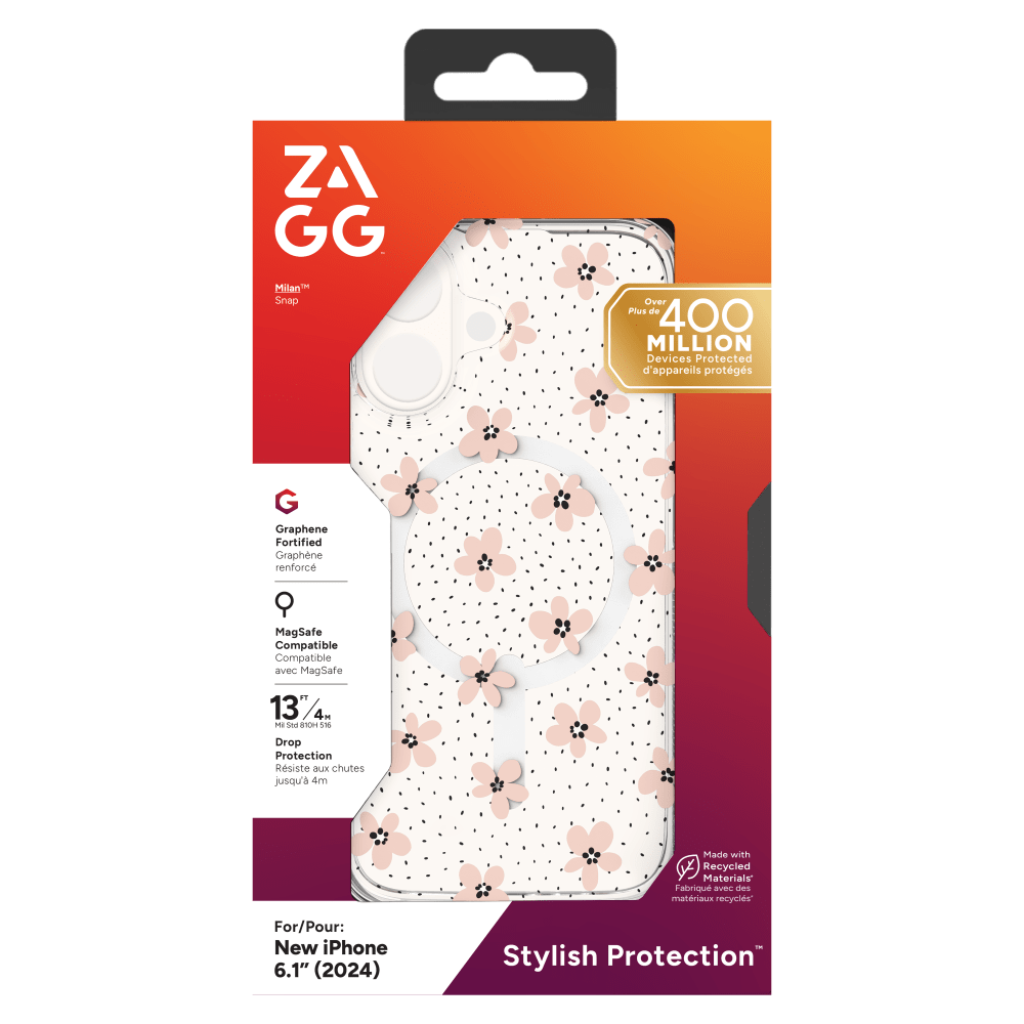 ZAGG™
Milan™
Snap
Over
Plus de
400
MILLION
Devices Protected
d'appareils protégés
Graphene
Fortified
Graphène
renforcé
MagSafe
Compatible
Compatible
avec MagSafe
13FT/4M
Mil Std 810H 516
Drop
Protection
Résiste aux chutes
jusqu'à 4m
Made with
Recycled
Materials*
Fabriqué avec des
matériaux recyclés*
For/Pour:
New iPhone
6.1” (2024)
Stylish Protection™